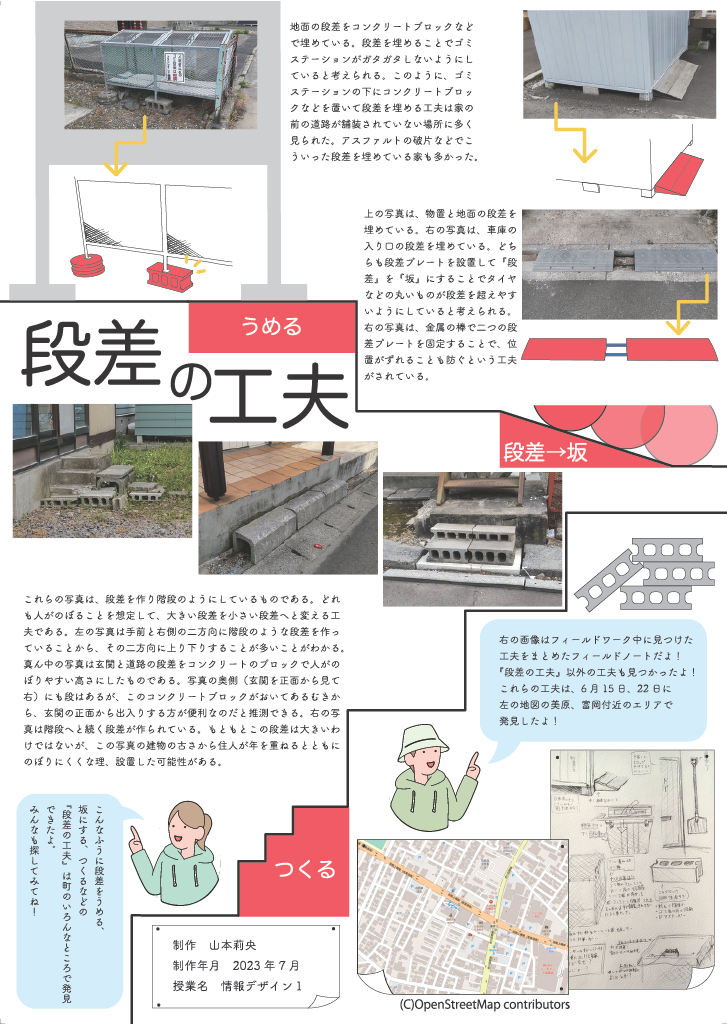 地面の段差をコンクリートブロックなど
で埋めている。段差を埋めることでゴミ
ステーションがガタガタしないようにし
ていると考えられる。このように、ゴミ
ステーションの下にコンクリートブロッ
クなどを置いて段差を埋める工夫は家の
前の道路が舗装されていない場所に多く
見られた。アスファルトの破片などでこ
ういった段差を埋めている家も多かった。
上の写真は、物置と地面の段差を
埋めている。右の写真は、車庫の
入り口の段差を埋めている。どち
らも段差プレートを設置して『段
差』を『坂』にすることでタイヤ
などの丸いものが段差を超えやす
いようにしていると考えられる。
右の写真は、金属の棒で二つの段
差プレートを固定することで、位
置がずれることも防ぐという工夫
がされている。
うめる
段差の工夫
段差→坂
これらの写真は、段差を作り階段のようにしているものである。どれ
も人がのぼることを想定して、大きい段差を小さい段差へと変える工
夫である。左の写真は手前と右側の二方向に階段のような段差を作っ
ていることから、その二方向に上り下りすることが多いことがわかる。
真ん中の写真は玄関と道路の段差をコンクリートのブロックで人がの
ぼりやすい高さにしたものである。写真の奥側（玄関を正面から見て
右）にも段はあるが、このコンクリートブロックがおいてあるむきか
ら、玄関の正面から出入りする方が便利なのだと推測できる。右の写
真は階段へと続く段差が作られている。もともとこの段差は大きいわ
けではないが、この写真の建物の古さから住人が年を重ねるとともに
のぼりにくくな理、設置した可能性がある。
右の画像はフィールドワーク中に見つけた
工夫をまとめたフィールドノートだよ！
『段差の工夫』以外の工夫も見つかったよ！
これらの工夫は、6月15日、22日に
左の地図の美原、富岡付近のエリアで
発見したよ！
こんなふうに段差をうめる、
坂にする、つくるなどの
『段差の工夫』は町のいろんなところで発見
できたよ。
みんなも探してみてね！
つくる
制作　山本莉央
制作年月　2023年7月
授業名　情報デザイン1
(C)OpenStreetMap contributors